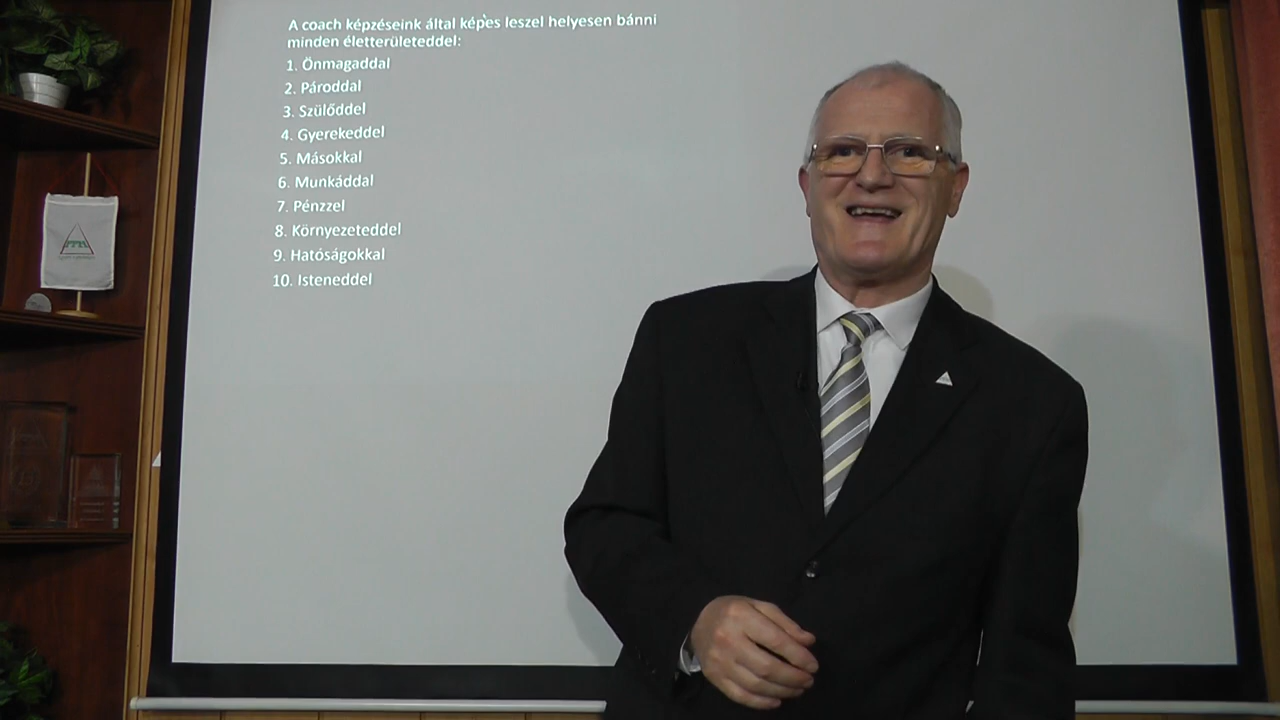 A coach képzéseink által képes leszel helyesen bánni
minden életterületeddel:
1. Önmagaddal
2. Pároddal
3. Szülőddel
4. Gyerekeddel
5. Másokkal
6. Munkáddal
7. Pénzzel
8. Környezeteddel
9. Hatóságokkal
10. Isteneddel